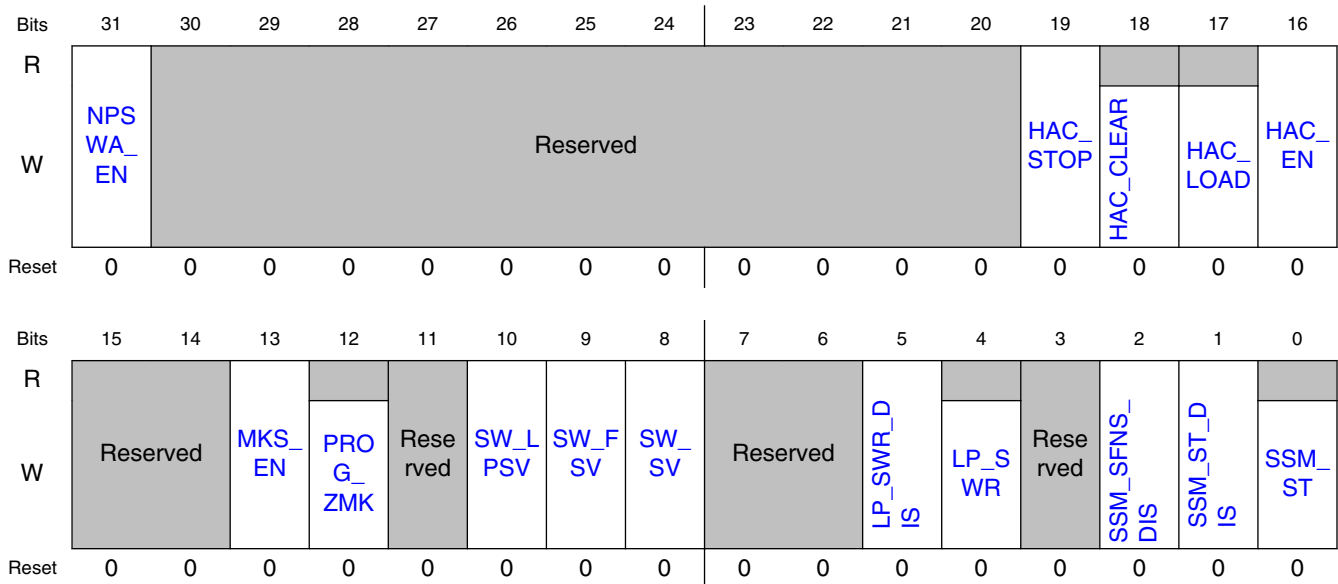 Bits 31 30 29 28 27 26 25 24 23 22 21 20 19 18 17 16
R
W
NPS
WA_
EN
Reserved
HAC_
STOP
HAC_CLEAR
HAC_
LOAD
HAC_
EN
Reset 0 0 0 0 0 0 0 0 0 0 0 0 0 0 0 0
Bits 15 14 13 12 11 10 9 8 7 6 5 4 3 2 1 0
R
W
Reserved
MKS_
EN
PRO
G_
ZMK
Rese
rved
SW_L
PSV
SW_F
SV
SW_
SV
Reserved
LP_SWR_D
IS
LP_S
WR
Rese
rved
SSM_SFNS_
DIS
SSM_ST_D
IS
SSM_
ST
Reset 0 0 0 0 0 0 0 0 0 0 0 0 0 0 0 0